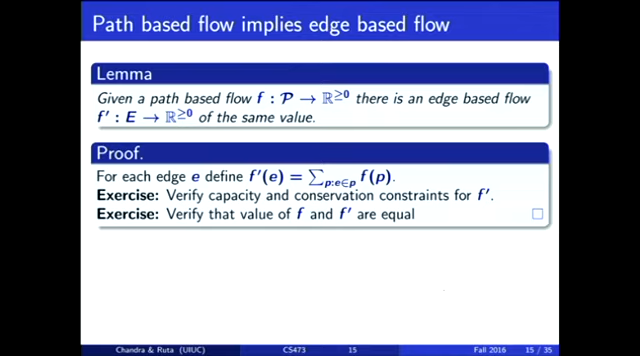 Path based flow implies edge based flow
Lemma
Given a path based flow f : P → ℝ≥0 there is an edge based flow
f′ : E → ℝ≥0 of the same value.
Proof.
For each edge e define f′(e) = ∑p:e∈p f(p).
Exercise: Verify capacity and conservation constraints for f′.
Exercise: Verify that value of f and f′ are equal
Chandra & Ruta (UIUC) CS473 15 Fall 2016 15 / 35